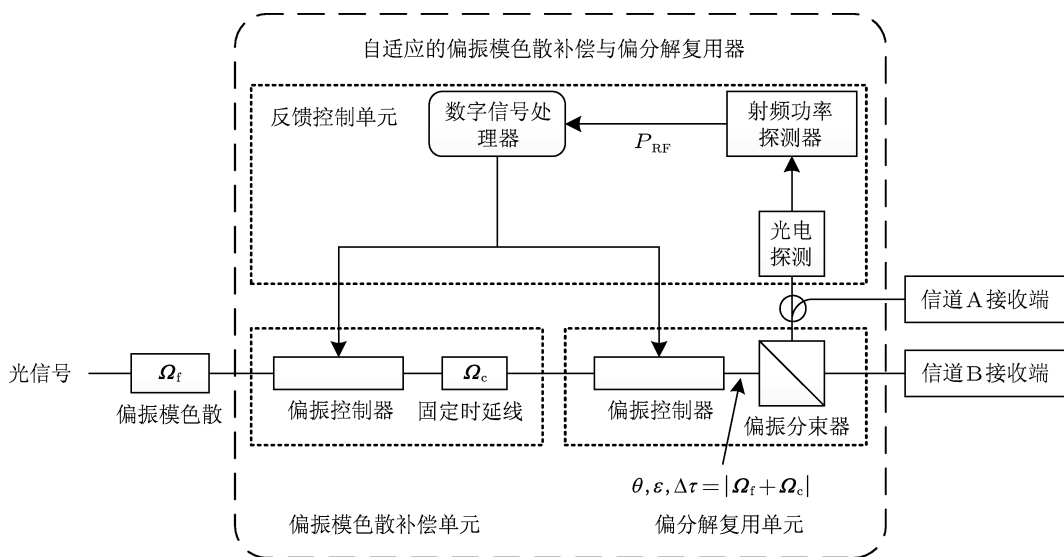 自适应的偏振模色散补偿与偏分解复用器
反馈控制单元
数字信号处
理器
P_RF
射频功率
探测器
光电
探测
信道A接收端
光信号
Ω_f
偏振模色散
偏振控制器
Ω_c
固定时延线
偏振控制器
偏振分束器
信道B接收端
θ,ε,Δτ=|Ω_f+Ω_c|
偏振模色散补偿单元
偏分解复用单元